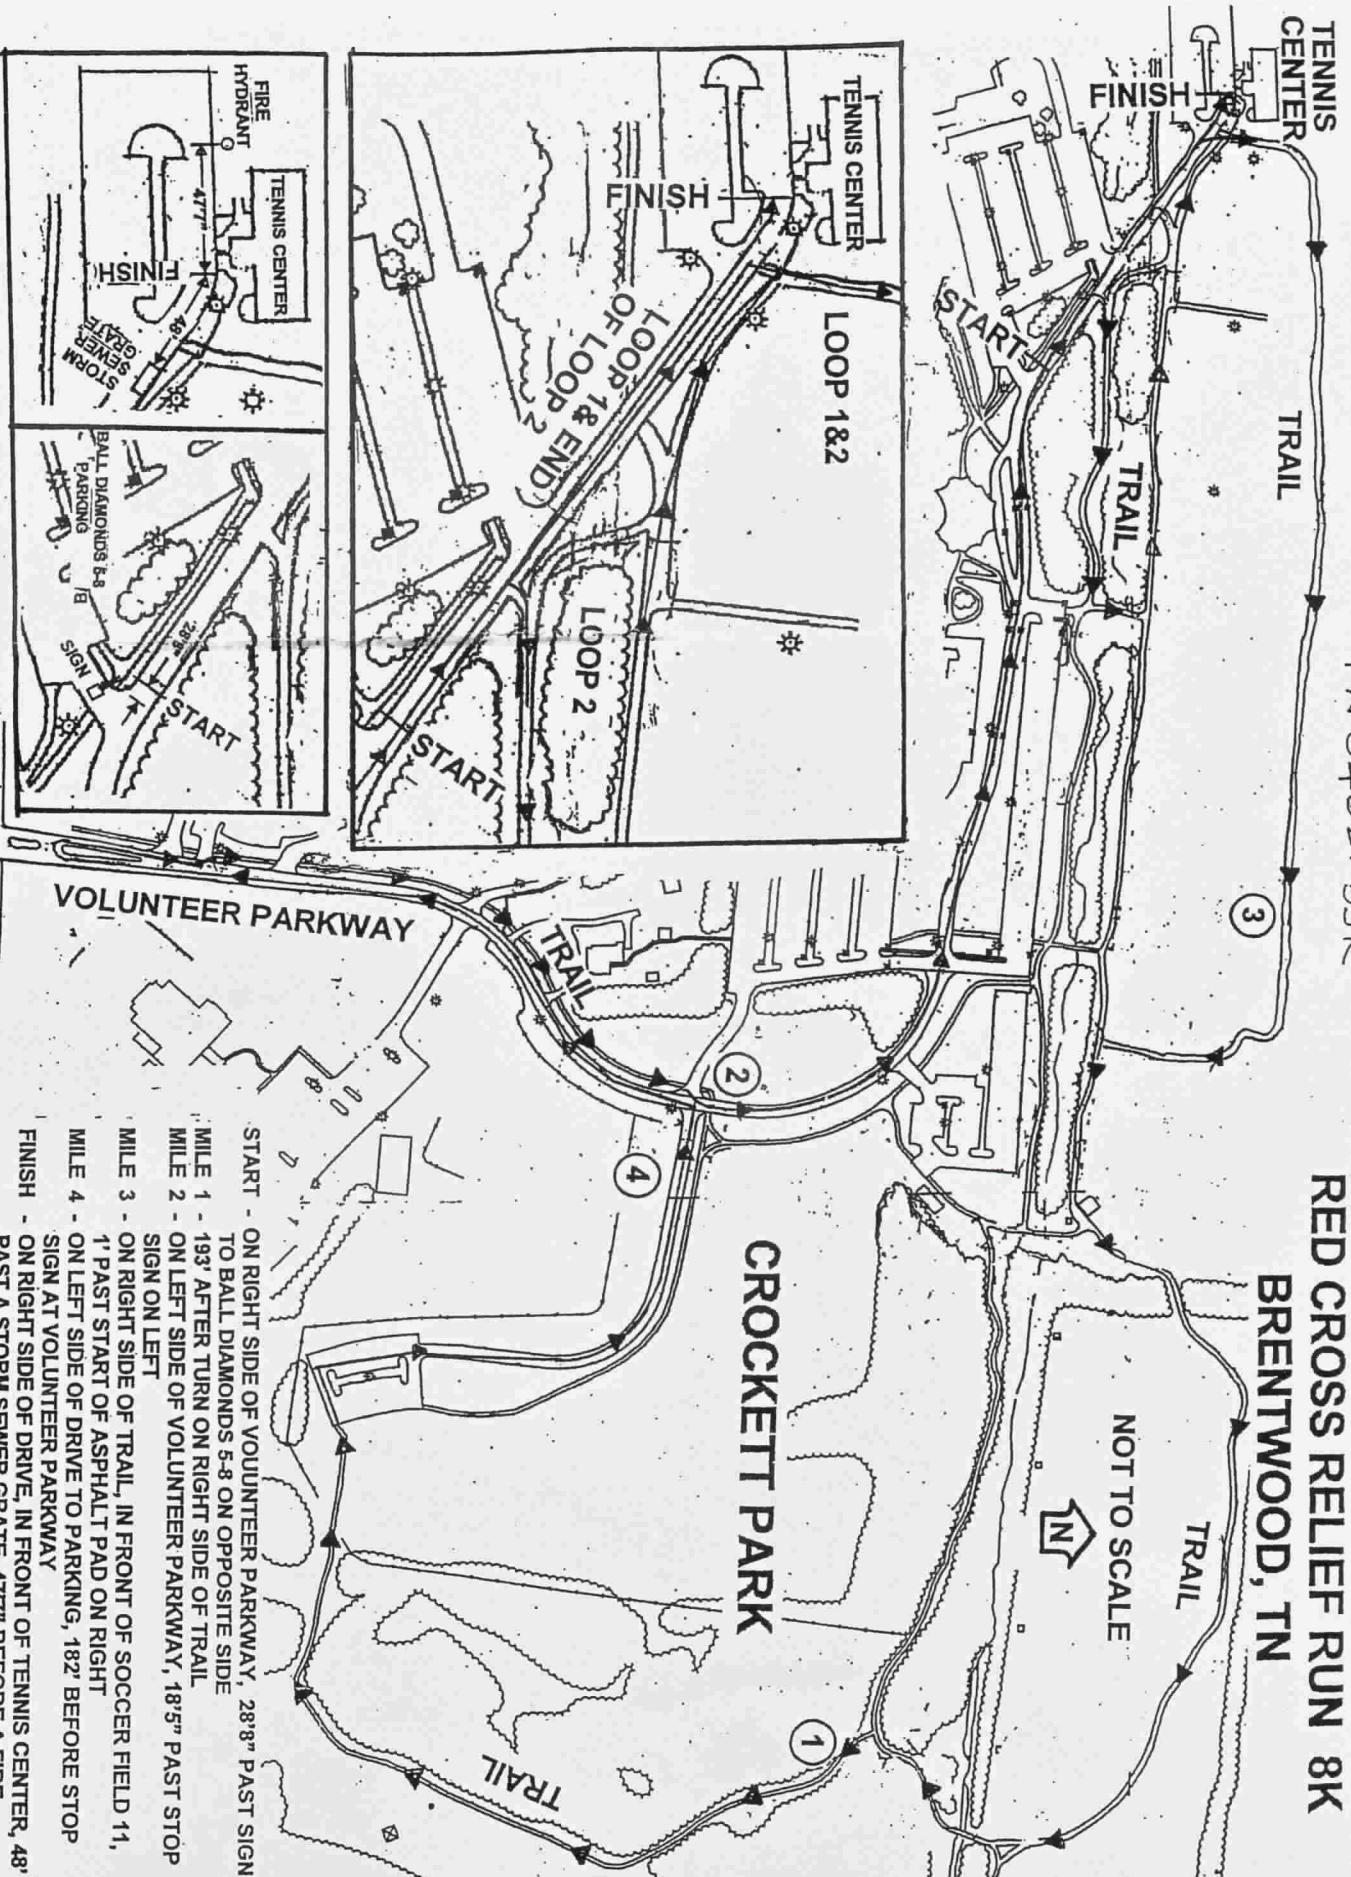 RED CROSS RELIEF RUN 8K
BRENTWOOD, TN
TENNIS
CENTER
FINISH
TRAIL
START
TRAIL
3
TRAIL
NOT TO SCALE
N
TENNIS CENTER
FINISH
LOOP 1&2
LOOP 1& END
OF LOOP 2
LOOP 2
START
FIRE
HYDRANT
TENNIS CENTER
477"
FINISH
48'
STORM
SEWER
GRATE
BALL DIAMONDS 5-8
PARKING
28'8"
SIGN
START
VOLUNTEER PARKWAY
TRAIL
2
4
CROCKETT PARK
1
TRAIL
START - ON RIGHT SIDE OF VOUUNTEER PARKWAY, 28'8" PAST SIGN
TO BALL DIAMONDS 5-8 ON OPPOSITE SIDE
MILE 1 - 193' AFTER TURN ON RIGHT SIDE OF TRAIL
MILE 2 - ON LEFT SIDE OF VOLUNTEER PARKWAY, 18'5" PAST STOP
SIGN ON LEFT
MILE 3 - ON RIGHT SIDE OF TRAIL, IN FRONT OF SOCCER FIELD 11,
1' PAST START OF ASPHALT PAD ON RIGHT
MILE 4 - ON LEFT SIDE OF DRIVE TO PARKING, 182' BEFORE STOP
SIGN AT VOLUNTEER PARKWAY
FINISH - ON RIGHT SIDE OF DRIVE, IN FRONT OF TENNIS CENTER, 48'
PAST A STORM SEWER GRATE, 477" BEFORE A FIRE